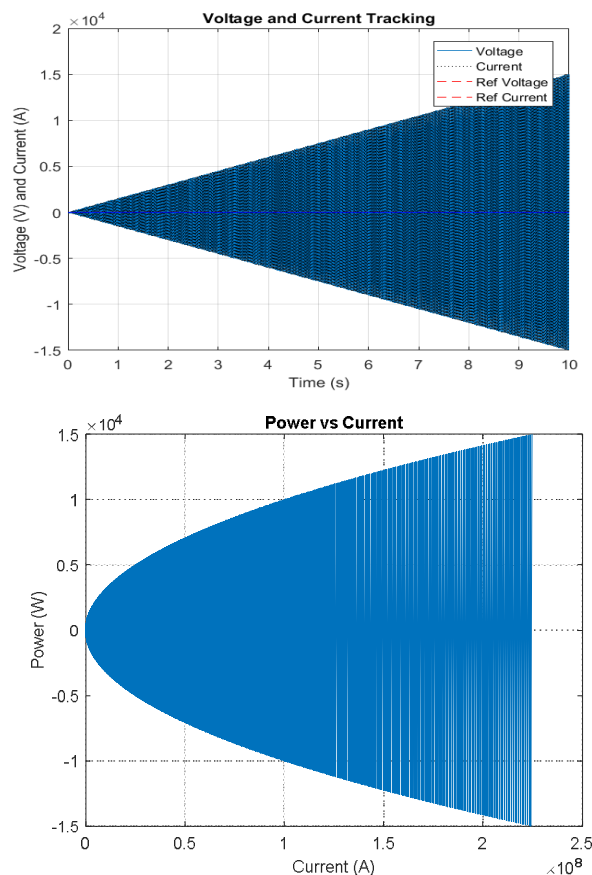 Voltage and Current Tracking
×10⁴
2
1.5
1
0.5
0
-0.5
-1
-1.5
Voltage (V) and Current (A)
Voltage
Current
Ref Voltage
Ref Current
0 1 2 3 4 5 6 7 8 9 10
Time (s)
Power vs Current
×10⁴
1.5
1
0.5
0
-0.5
-1
-1.5
Power (W)
0 0.5 1 1.5 2 2.5
Current (A)
×10⁸